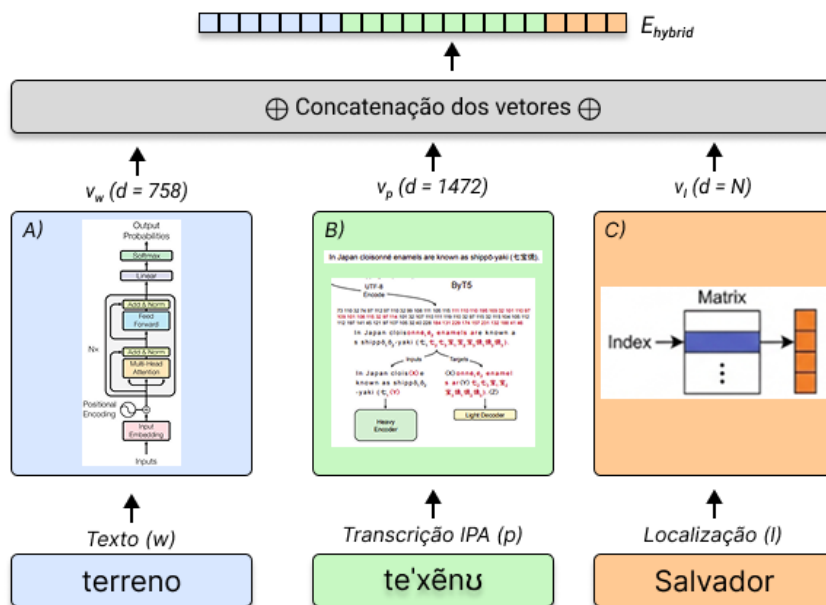 E_hybrid
⊕ Concatenação dos vetores ⊕
v_w (d = 758)
v_p (d = 1472)
v_l (d = N)
A)
Output
Probabilities
Softmax
Linear
Add & Norm
Feed
Forward
Nx
Add & Norm
Multi-Head
Attention
Positional
Encoding
Input
Embedding
Inputs
B)
In Japan cloisonné enamels are known as shippō-yaki (七宝焼).
UTF-8
Encode
ByT5
Inputs
Targets
Heavy
Encoder
Light Decoder
C)
Matrix
Index
Texto (w)
Transcrição IPA (p)
Localização (l)
terreno
teˈxẽnʊ
Salvador